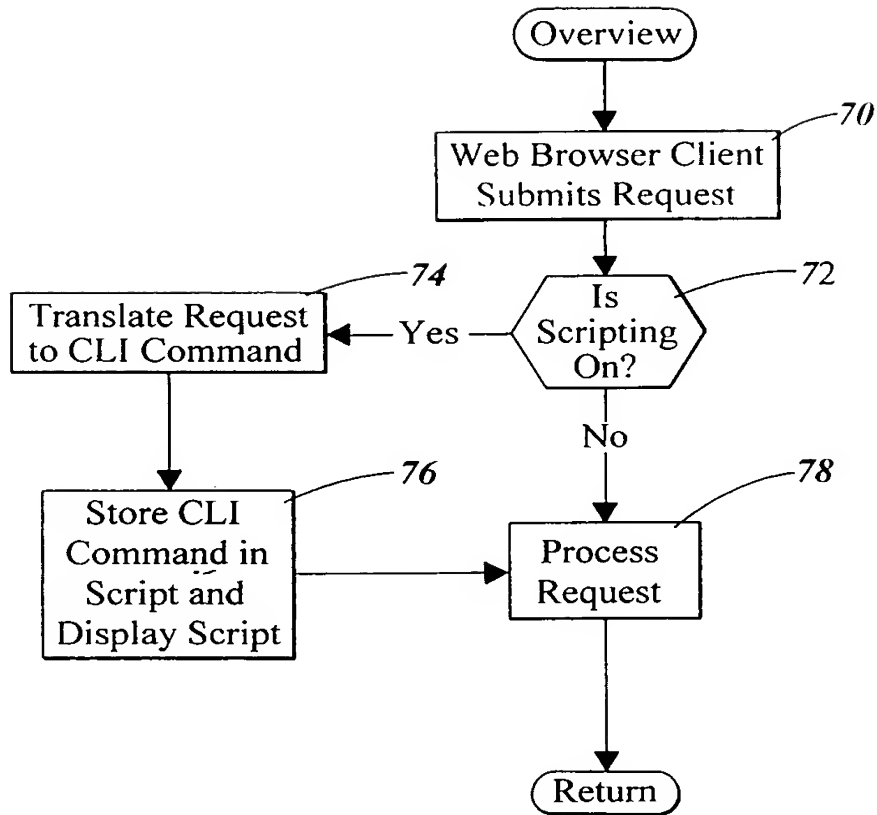 Overview
70
Web Browser Client
Submits Request
72
Is
Scripting
On?
74
Translate Request
to CLI Command
Yes
No
76
Store CLI
Command in
Script and
Display Script
78
Process
Request
Return